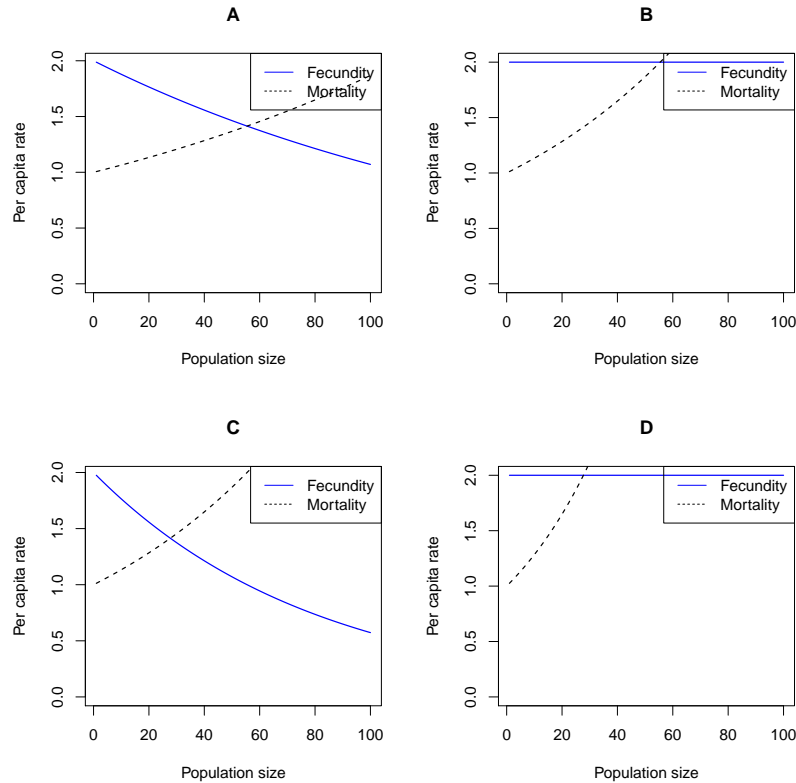 A
Per capita rate
2.0
1.5
1.0
0.5
0.0
Fecundity
Mortality
0 20 40 60 80 100
Population size
B
Per capita rate
2.0
1.5
1.0
0.5
0.0
Fecundity
Mortality
0 20 40 60 80 100
Population size
C
Per capita rate
2.0
1.5
1.0
0.5
0.0
Fecundity
Mortality
0 20 40 60 80 100
Population size
D
Per capita rate
2.0
1.5
1.0
0.5
0.0
Fecundity
Mortality
0 20 40 60 80 100
Population size